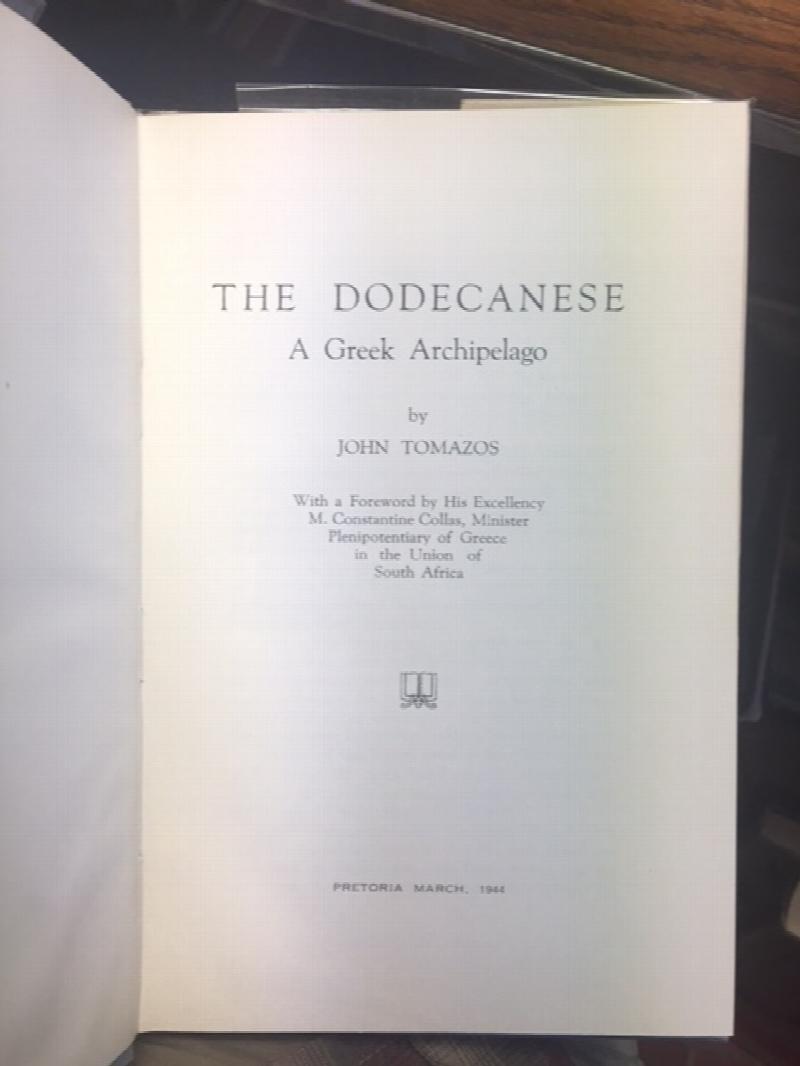 THE DODECANESE
A Greek Archipelago
by
JOHN TOMAZOS
With a Foreword by His Excellency
M. Constantine Collas, Minister
Plenipotentiary of Greece
in the Union of
South Africa
PRETORIA MARCH, 1944